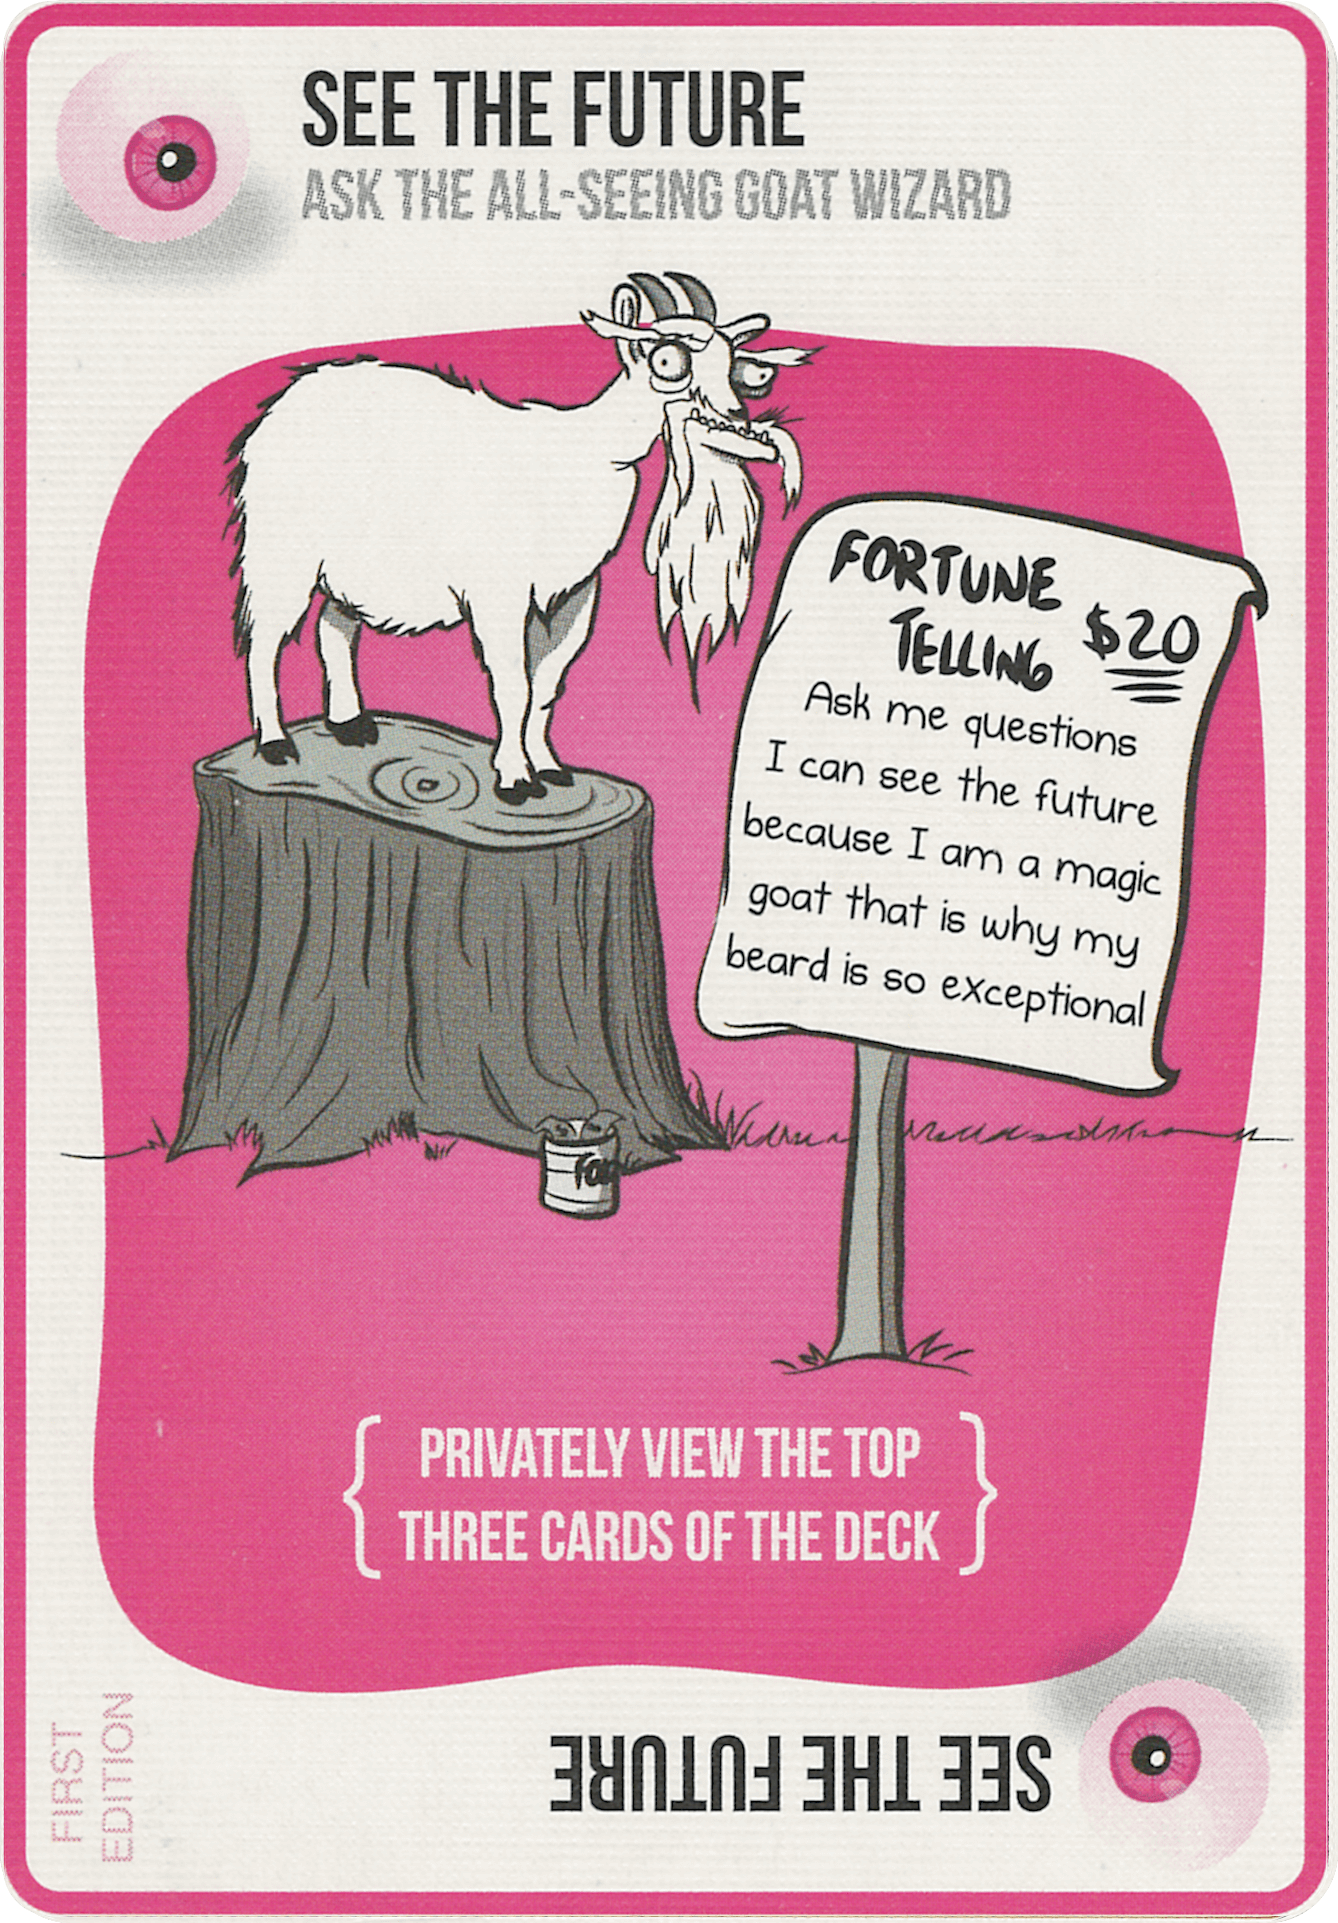 SEE THE FUTURE
ASK THE ALL-SEEING GOAT WIZARD
FORTUNE
TELLING
$20
Ask me questions
I can see the future
because I am a magic
goat that is why my
beard is so exceptional
PRIVATELY VIEW THE TOP
THREE CARDS OF THE DECK
FIRST
EDITION
SEE THE FUTURE